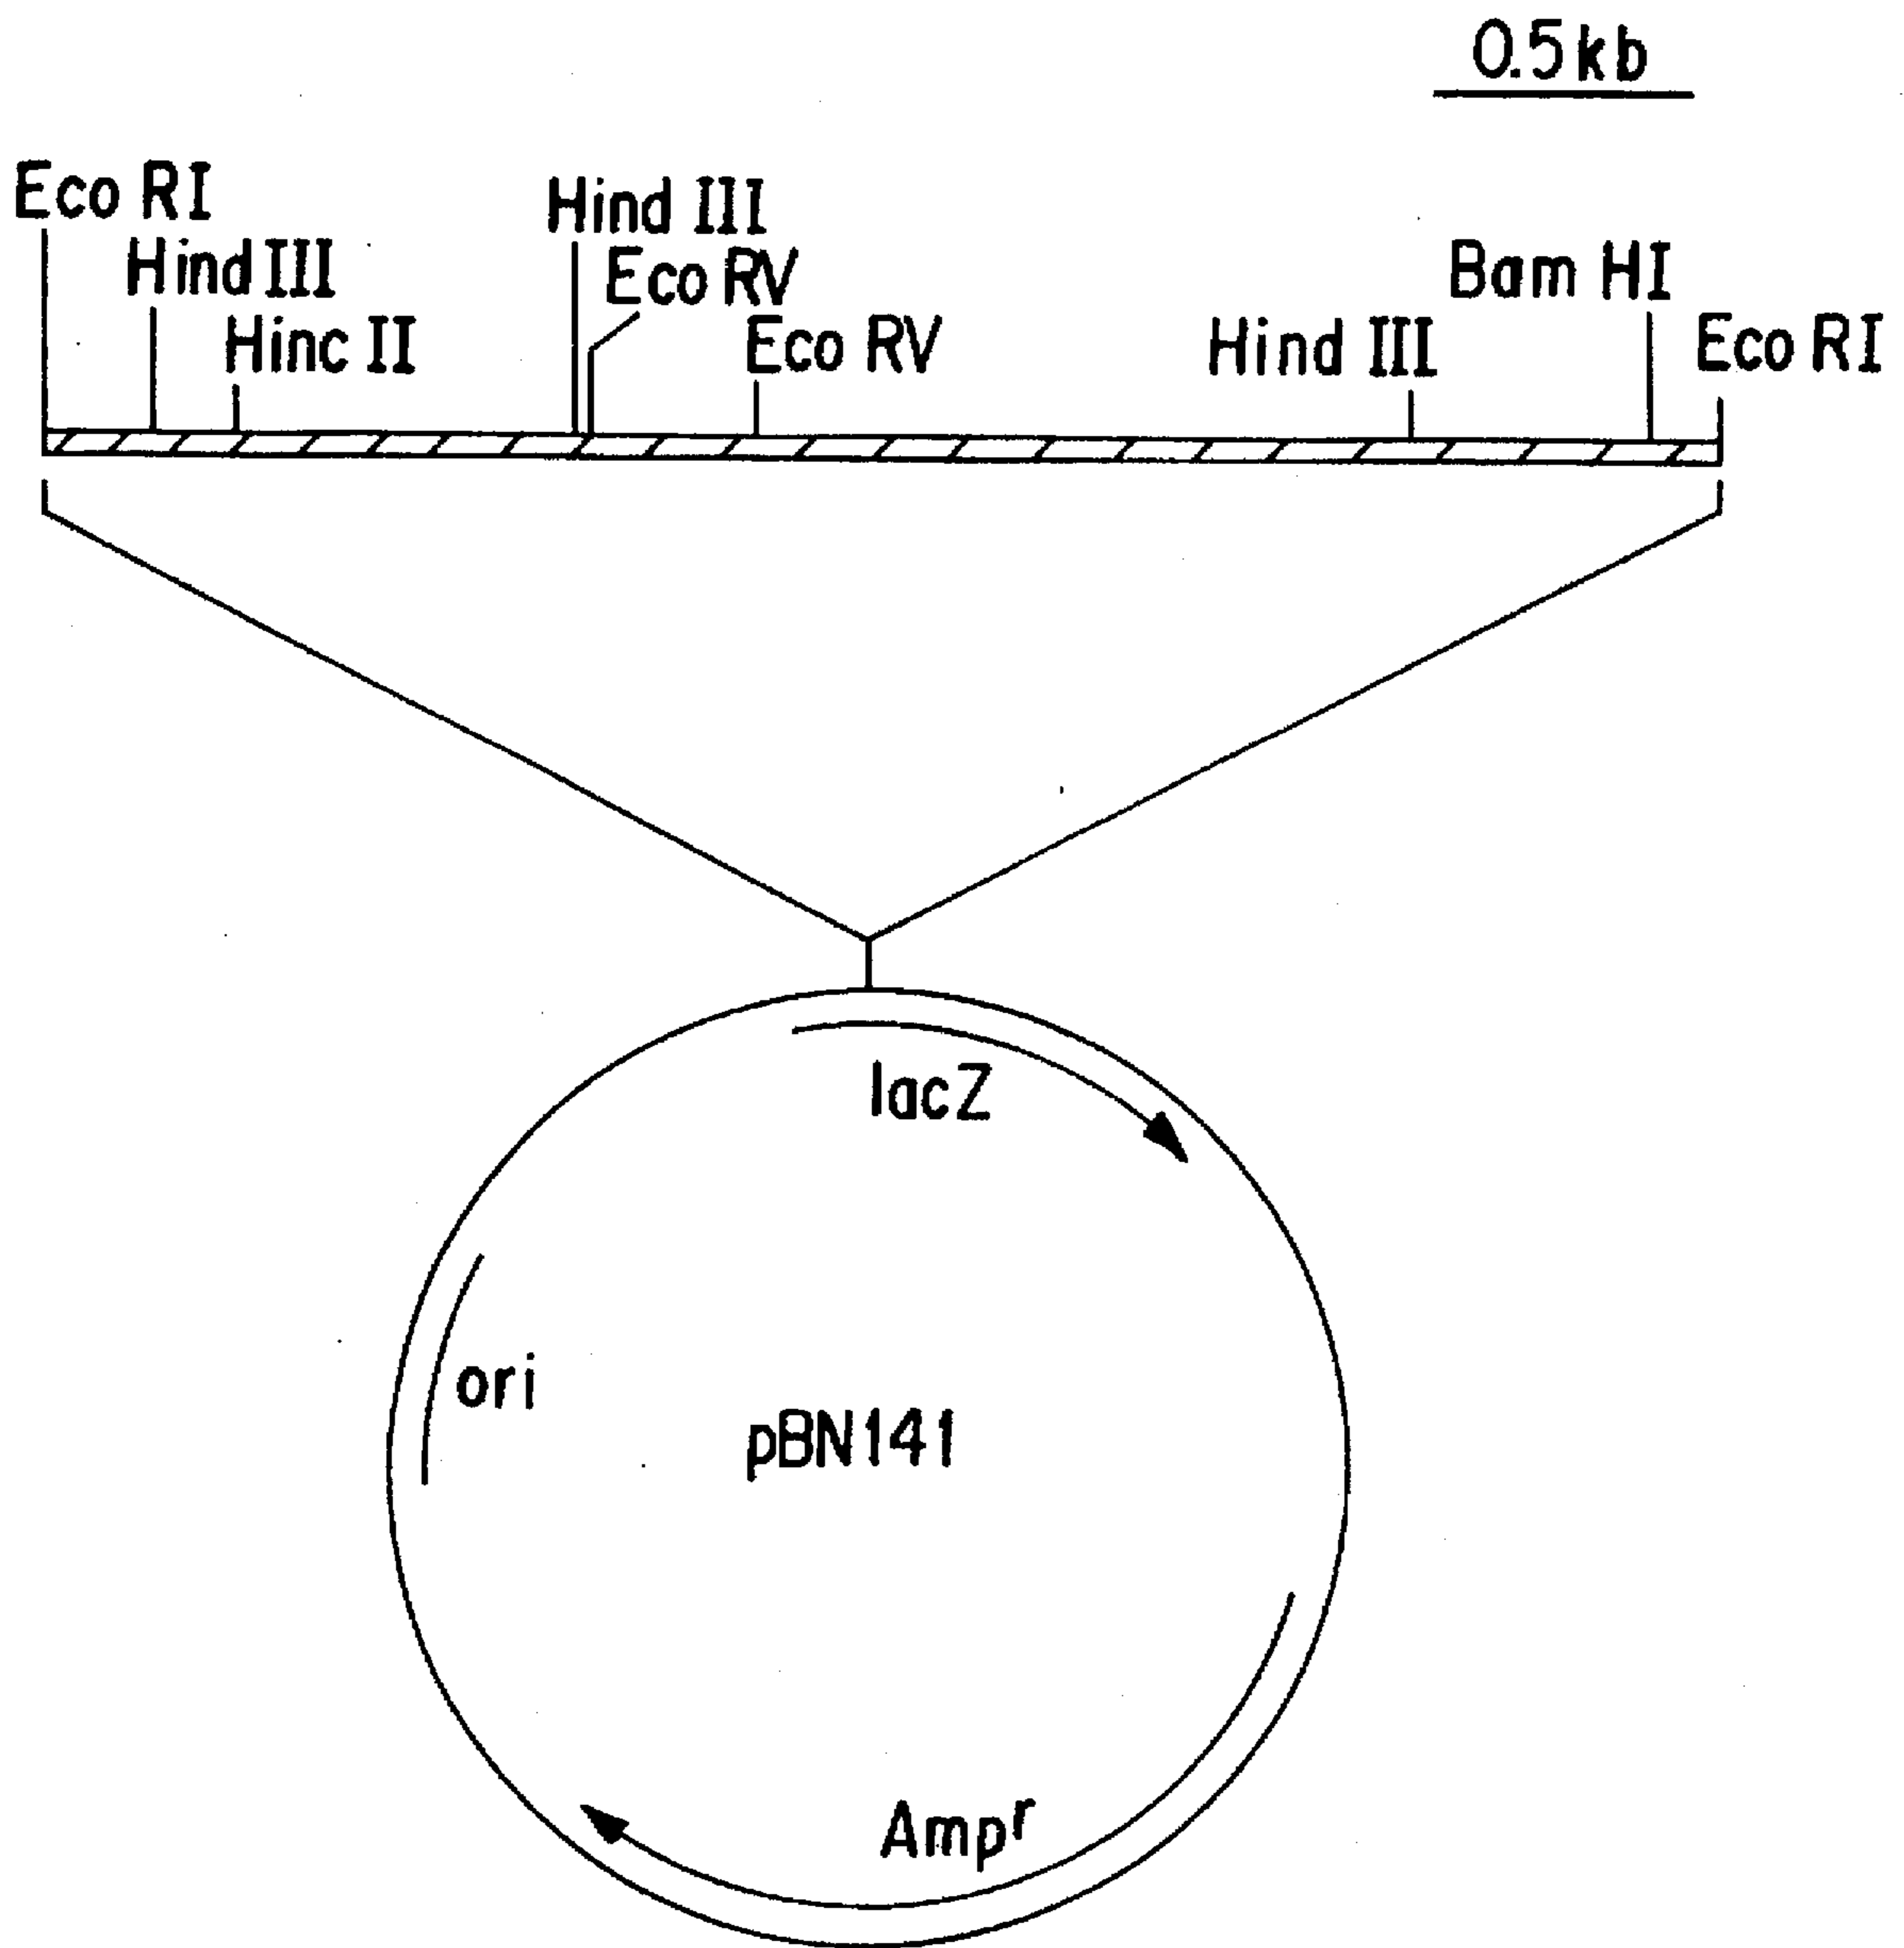 0.5kb
Eco RI
Hind III
Hinc II
Hind III
Eco RV
Eco RV
Hind III
Bam HI
Eco RI
lacZ
ori
pBN141
Ampr